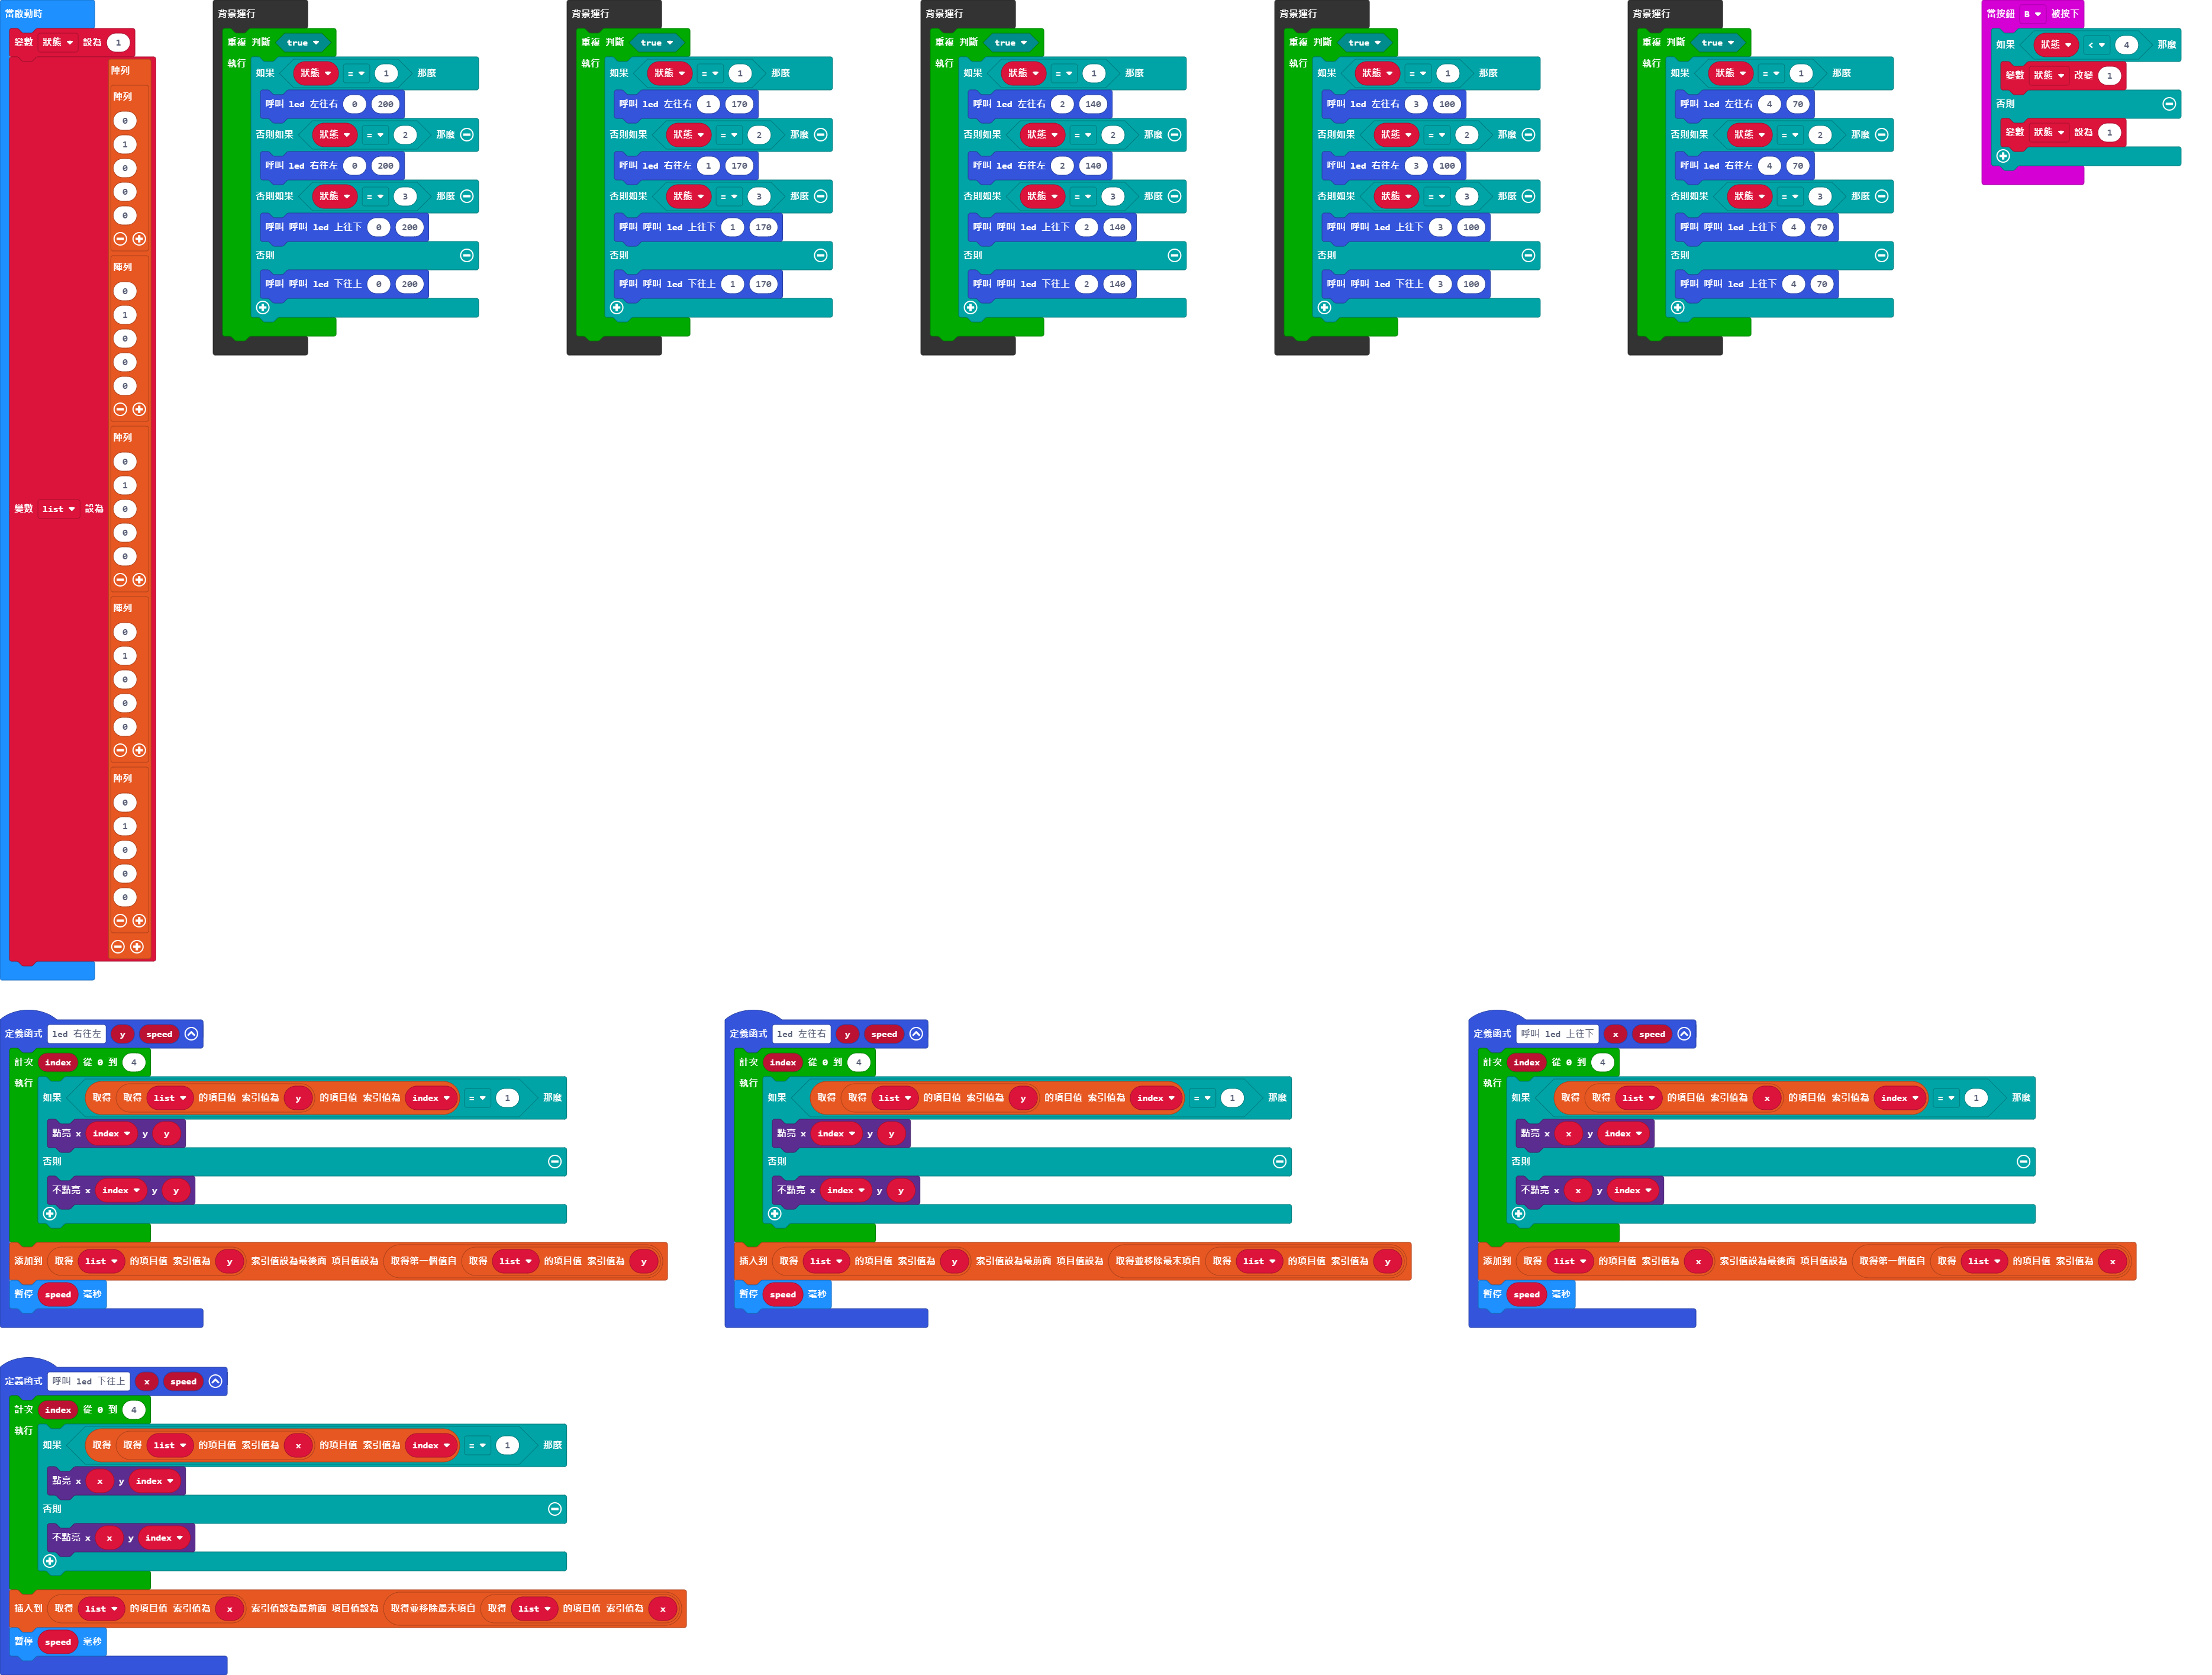 當啟動時
變數 狀態 設為 1
變數 list 設為
陣列
陣列
0
1
0
0
0
陣列
0
1
0
0
0
陣列
0
1
0
0
0
陣列
0
1
0
0
0
陣列
0
1
0
0
0
背景運行
重複 判斷 true
執行
如果 狀態 = 1 那麼
呼叫 led 左往右 0 200
否則如果 狀態 = 2 那麼
呼叫 led 右往左 0 200
否則如果 狀態 = 3 那麼
呼叫 呼叫 led 上往下 0 200
否則
呼叫 呼叫 led 下往上 0 200
背景運行
重複 判斷 true
執行
如果 狀態 = 1 那麼
呼叫 led 左往右 1 170
否則如果 狀態 = 2 那麼
呼叫 led 右往左 1 170
否則如果 狀態 = 3 那麼
呼叫 呼叫 led 上往下 1 170
否則
呼叫 呼叫 led 下往上 1 170
背景運行
重複 判斷 true
執行
如果 狀態 = 1 那麼
呼叫 led 左往右 2 140
否則如果 狀態 = 2 那麼
呼叫 led 右往左 2 140
否則如果 狀態 = 3 那麼
呼叫 呼叫 led 上往下 2 140
否則
呼叫 呼叫 led 下往上 2 140
背景運行
重複 判斷 true
執行
如果 狀態 = 1 那麼
呼叫 led 左往右 3 100
否則如果 狀態 = 2 那麼
呼叫 led 右往左 3 100
否則如果 狀態 = 3 那麼
呼叫 呼叫 led 上往下 3 100
否則
呼叫 呼叫 led 下往上 3 100
背景運行
重複 判斷 true
執行
如果 狀態 = 1 那麼
呼叫 led 左往右 4 70
否則如果 狀態 = 2 那麼
呼叫 led 右往左 4 70
否則如果 狀態 = 3 那麼
呼叫 呼叫 led 上往下 4 70
否則
呼叫 呼叫 led 上往下 4 70
當按鈕 B 被按下
如果 狀態 < 4 那麼
變數 狀態 改變 1
否則
變數 狀態 設為 1
定義函式 led 右往左 y speed
計次 index 從 0 到 4
執行
如果 取得 取得 list 的項目值 索引值為 y 的項目值 索引值為 index = 1 那麼
點亮 x index y y
否則
不點亮 x index y y
添加到 取得 list 的項目值 索引值為 y 索引值設為最後面 項目值設為 取得第一個值自 取得 list 的項目值 索引值為 y
暫停 speed 毫秒
定義函式 led 左往右 y speed
計次 index 從 0 到 4
執行
如果 取得 取得 list 的項目值 索引值為 y 的項目值 索引值為 index = 1 那麼
點亮 x index y y
否則
不點亮 x index y y
插入到 取得 list 的項目值 索引值為 y 索引值設為最前面 項目值設為 取得並移除最末項自 取得 list 的項目值 索引值為 y
暫停 speed 毫秒
定義函式 呼叫 led 上往下 x speed
計次 index 從 0 到 4
執行
如果 取得 取得 list 的項目值 索引值為 x 的項目值 索引值為 index = 1 那麼
點亮 x x y index
否則
不點亮 x x y index
添加到 取得 list 的項目值 索引值為 x 索引值設為最後面 項目值設為 取得第一個值自 取得 list 的項目值 索引值為 x
暫停 speed 毫秒
定義函式 呼叫 led 下往上 x speed
計次 index 從 0 到 4
執行
如果 取得 取得 list 的項目值 索引值為 x 的項目值 索引值為 index = 1 那麼
點亮 x x y index
否則
不點亮 x x y index
插入到 取得 list 的項目值 索引值為 x 索引值設為最前面 項目值設為 取得並移除最末項自 取得 list 的項目值 索引值為 x
暫停 speed 毫秒